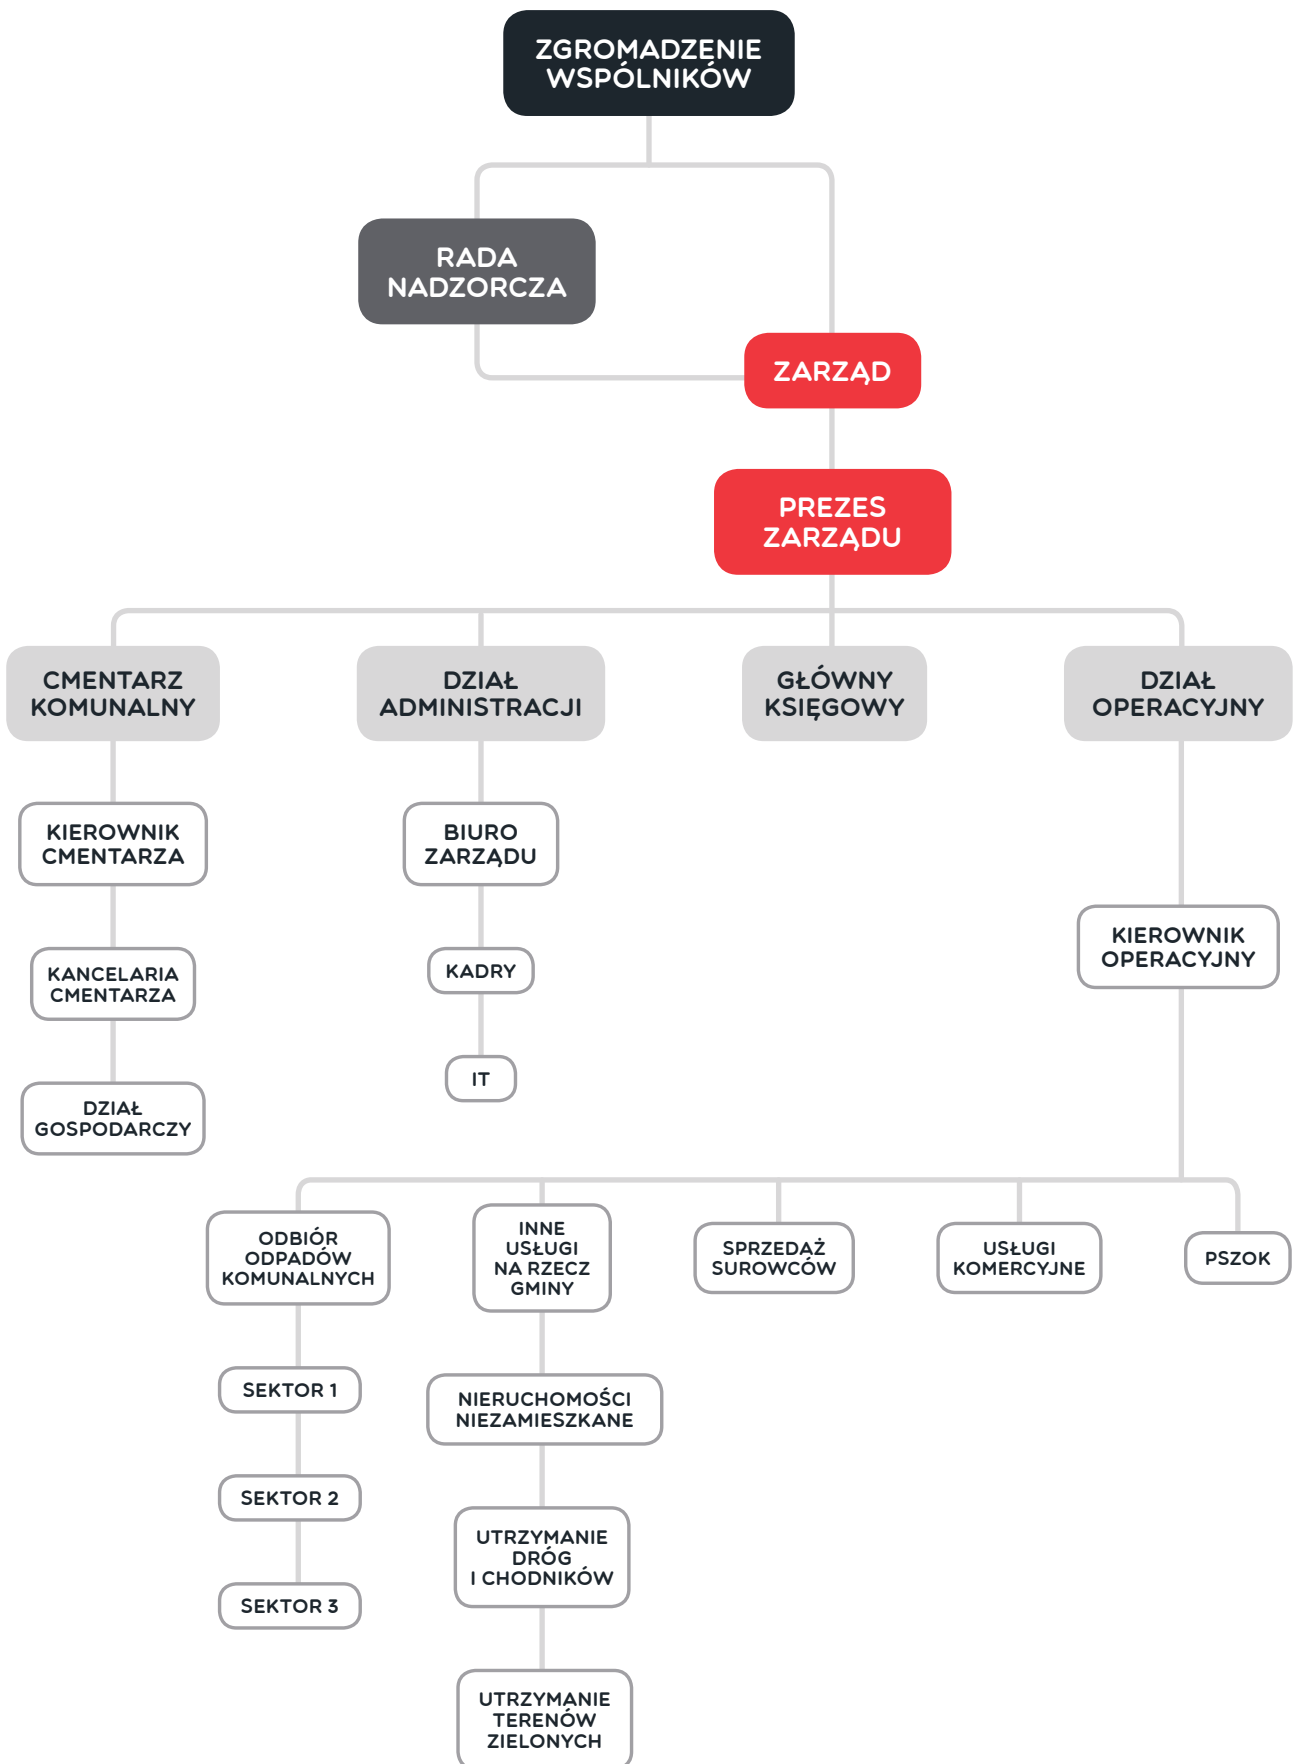 ZGROMADZENIE
WSPÓLNIKÓW
RADA
NADZORCZA
ZARZĄD
PREZES
ZARZĄDU
CMENTARZ
KOMUNALNY
DZIAŁ
ADMINISTRACJI
GŁÓWNY
KSIĘGOWY
DZIAŁ
OPERACYJNY
KIEROWNIK
CMENTARZA
BIURO
ZARZĄDU
KIEROWNIK
OPERACYJNY
KANCELARIA
CMENTARZA
KADRY
IT
DZIAŁ
GOSPODARCZY
ODBIÓR
ODPADÓW
KOMUNALNYCH
INNE
USŁUGI
NA RZECZ
GMINY
SPRZEDAŻ
SUROWCÓW
USŁUGI
KOMERCYJNE
PSZOK
SEKTOR 1
NIERUCHOMOŚCI
NIEZAMIESZKANE
SEKTOR 2
UTRZYMANIE
DRÓG
I CHODNIKÓW
SEKTOR 3
UTRZYMANIE
TERENÓW
ZIELONYCH